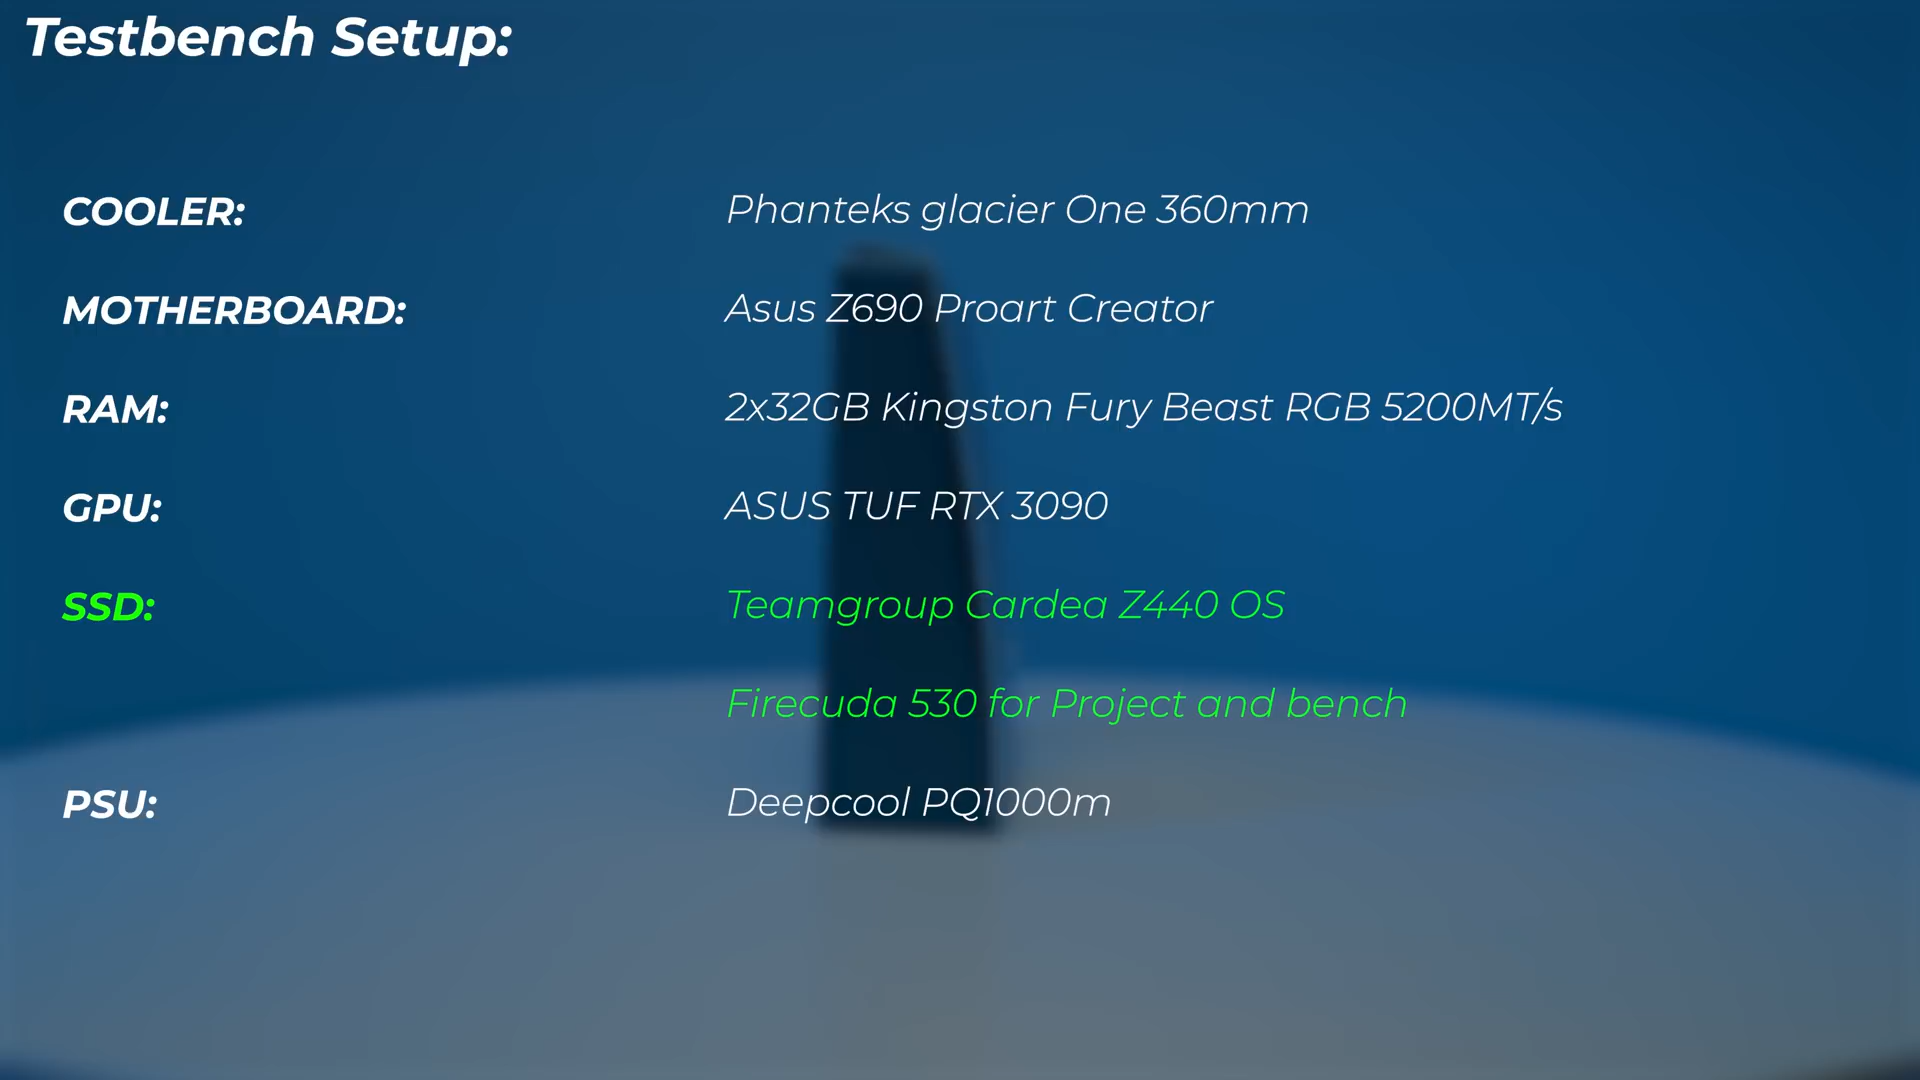 Testbench Setup:
COOLER: Phanteks glacier One 360mm
MOTHERBOARD: Asus Z690 Proart Creator
RAM: 2x32GB Kingston Fury Beast RGB 5200MT/s
GPU: ASUS TUF RTX 3090
SSD: Teamgroup Cardea Z440 OS
Firecuda 530 for Project and bench
PSU: Deepcool PQ1000m